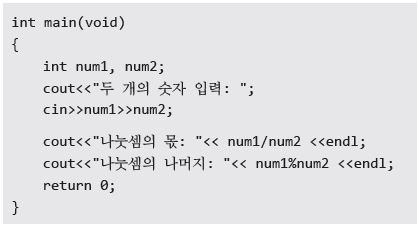 int main(void)
{
    int num1, num2;
    cout<<"두 개의 숫자 입력: ";
    cin>>num1>>num2;
    cout<<"나눗셈의 몫: "<< num1/num2 <<endl;
    cout<<"나눗셈의 나머지: "<< num1%num2 <<endl;
    return 0;
}